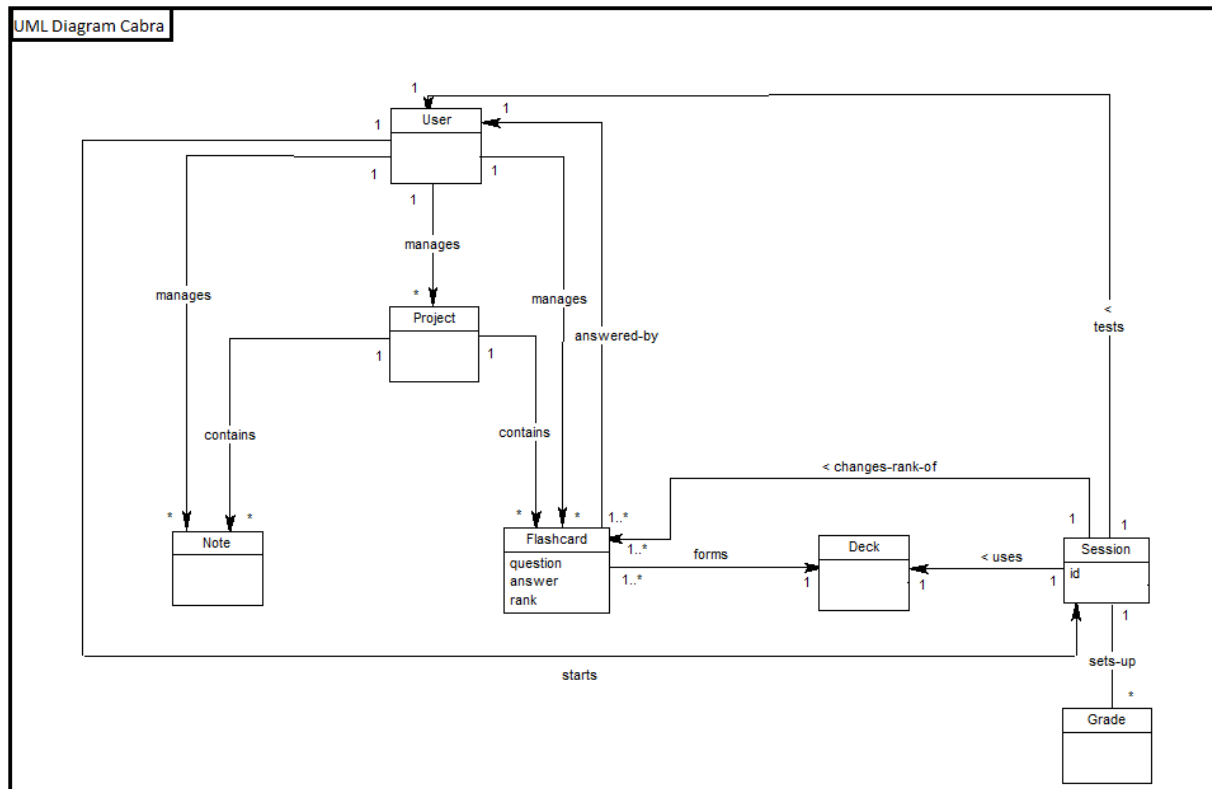 UML Diagram Cabra
1
1
1
User
1
1
1
manages
manages
manages
answered-by
<
tests
*
Project
1
1
contains
contains
< changes-rank-of
*
*
*
*
1..*
1
1
Note
Flashcard
question
answer
rank
1..*
forms
1..*
1
Deck
1
< uses
1
Session
id
1
sets-up
starts
*
Grade